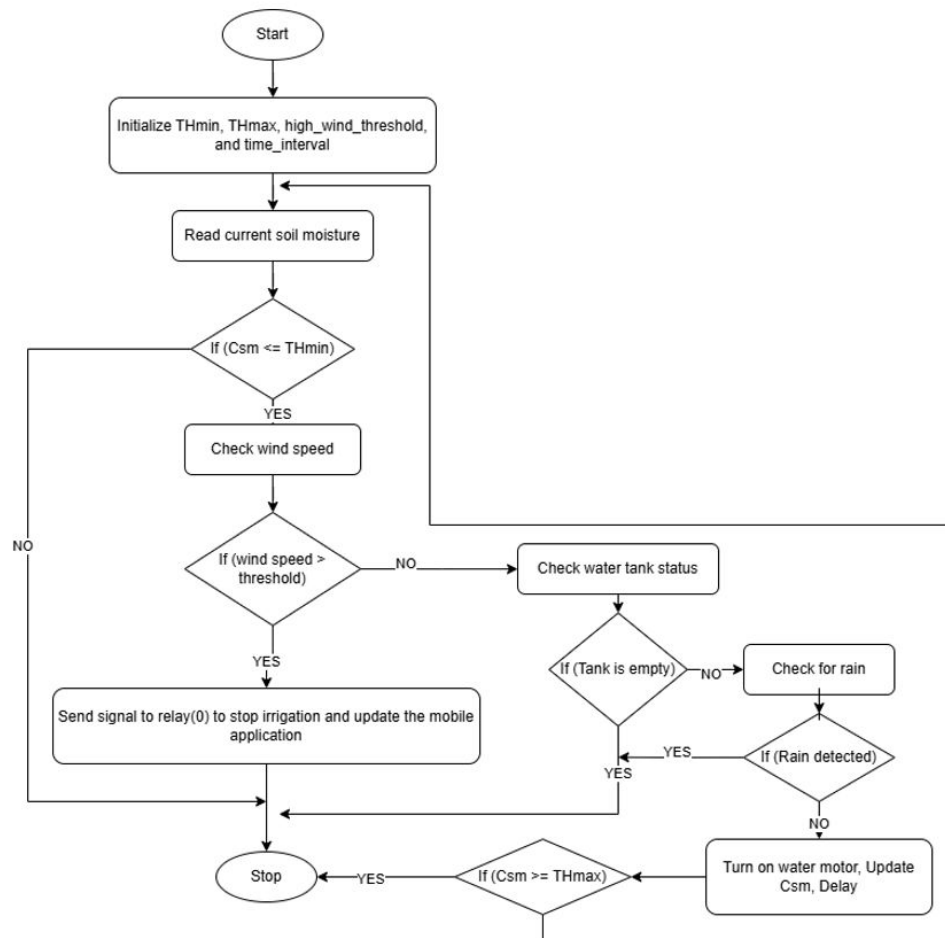 Start
Initialize THmin, THmax, high_wind_threshold,
and time_interval
Read current soil moisture
If (Csm <= THmin)
YES
Check wind speed
NO
If (wind speed >
threshold)
NO
Check water tank status
YES
If (Tank is empty)
NO
Check for rain
Send signal to relay(0) to stop irrigation and update the mobile
application
YES
YES
If (Rain detected)
NO
Stop
YES
If (Csm >= THmax)
Turn on water motor, Update
Csm, Delay